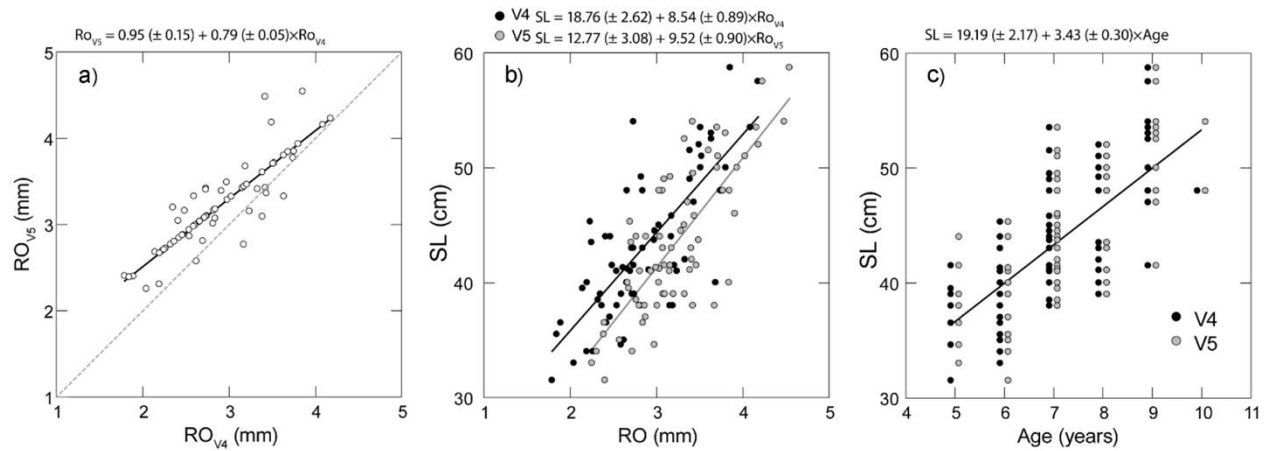 Ro_V5 = 0.95 (± 0.15) + 0.79 (± 0.05)×Ro_V4
a)
5
4
3
2
1
RO_V5 (mm)
1 2 3 4 5
RO_V4 (mm)
V4 SL = 18.76 (± 2.62) + 8.54 (± 0.89)×Ro_V4
V5 SL = 12.77 (± 3.08) + 9.52 (± 0.90)×Ro_V5
b)
60
50
40
30
SL (cm)
1 2 3 4 5
RO (mm)
SL = 19.19 (± 2.17) + 3.43 (± 0.30)×Age
c)
60
50
40
30
SL (cm)
V4
V5
4 5 6 7 8 9 10 11
Age (years)